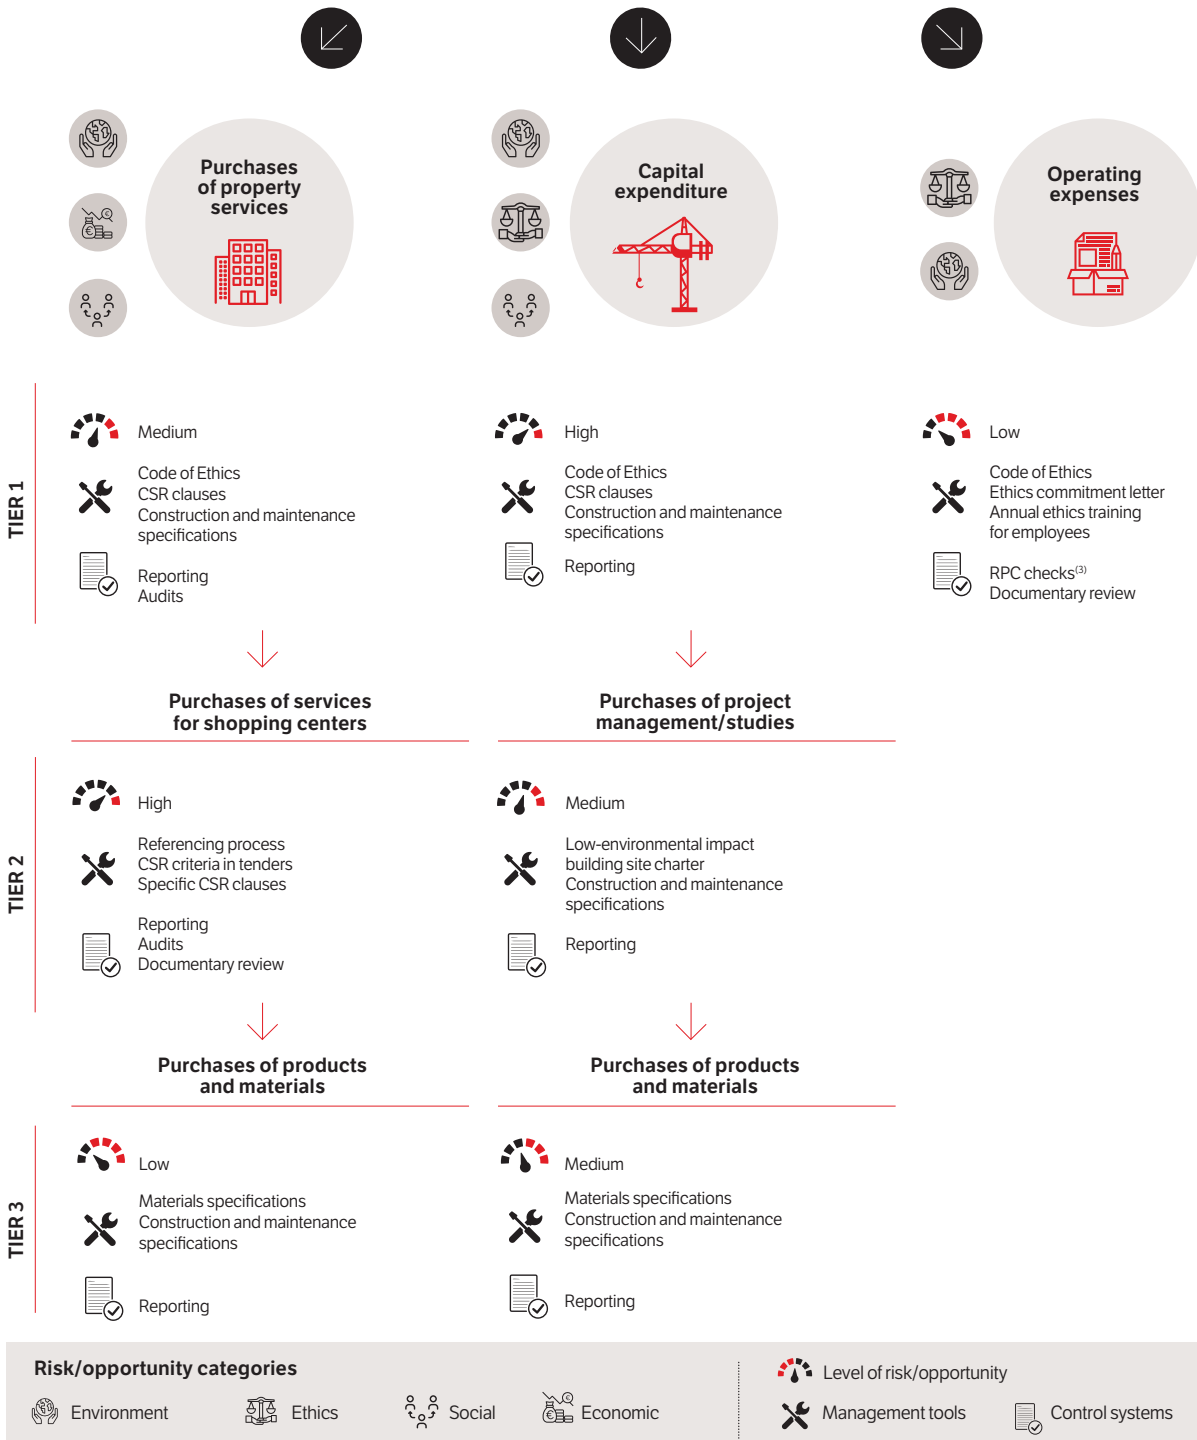 Purchases
of property
services
Capital
expenditure
Operating
expenses
TIER 1
Medium
Code of Ethics
CSR clauses
Construction and maintenance
specifications
Reporting
Audits
High
Code of Ethics
CSR clauses
Construction and maintenance
specifications
Reporting
Low
Code of Ethics
Ethics commitment letter
Annual ethics training
for employees
RPC checks(3)
Documentary review
Purchases of services
for shopping centers
Purchases of project
management/studies
TIER 2
High
Referencing process
CSR criteria in tenders
Specific CSR clauses
Reporting
Audits
Documentary review
Medium
Low-environmental impact
building site charter
Construction and maintenance
specifications
Reporting
Purchases of products
and materials
Purchases of products
and materials
TIER 3
Low
Materials specifications
Construction and maintenance
specifications
Reporting
Medium
Materials specifications
Construction and maintenance
specifications
Reporting
Risk/opportunity categories
Environment
Ethics
Social
Economic
Level of risk/opportunity
Management tools
Control systems